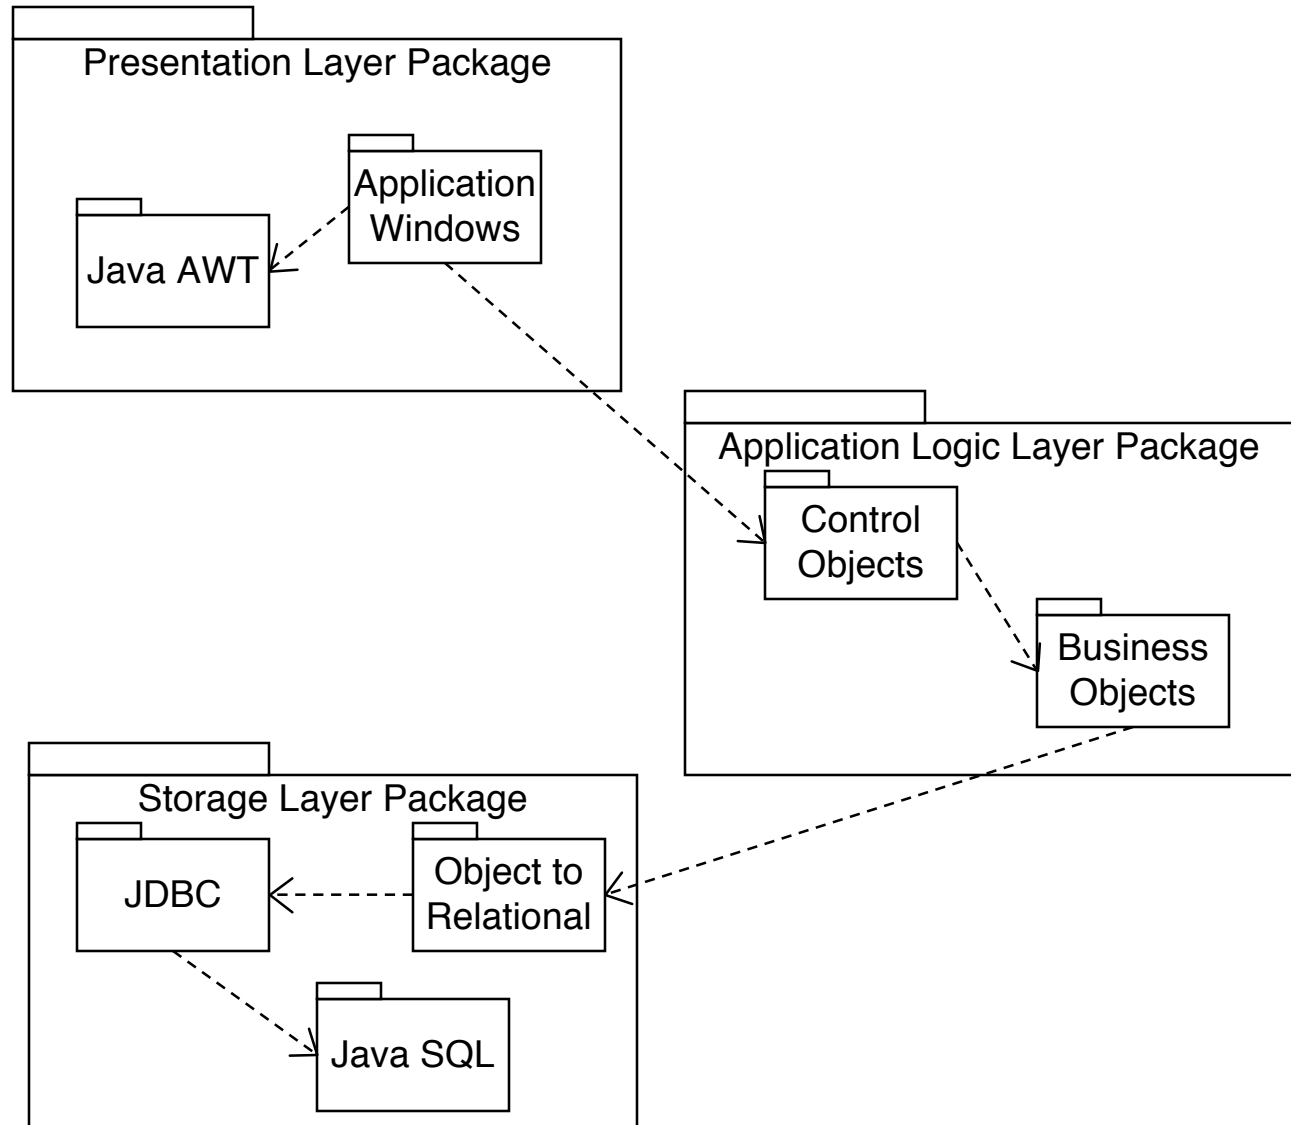 Presentation Layer Package
Application
Windows
Java AWT
Application Logic Layer Package
Control
Objects
Business
Objects
Storage Layer Package
JDBC
Object to
Relational
Java SQL